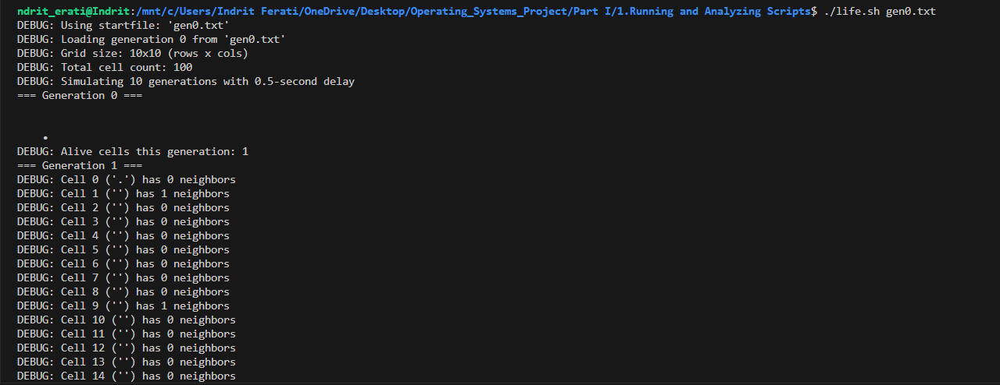 ndrit_erati@Indrit:/mnt/c/Users/Indrit Ferati/OneDrive/Desktop/Operating_Systems_Project/Part I/1.Running and Analyzing Scripts$ ./life.sh gen0.txt
DEBUG: Using startfile: 'gen0.txt'
DEBUG: Loading generation 0 from 'gen0.txt'
DEBUG: Grid size: 10x10 (rows x cols)
DEBUG: Total cell count: 100
DEBUG: Simulating 10 generations with 0.5-second delay
=== Generation 0 ===
•
DEBUG: Alive cells this generation: 1
=== Generation 1 ===
DEBUG: Cell 0 ('.') has 0 neighbors
DEBUG: Cell 1 ('') has 1 neighbors
DEBUG: Cell 2 ('') has 0 neighbors
DEBUG: Cell 3 ('') has 0 neighbors
DEBUG: Cell 4 ('') has 0 neighbors
DEBUG: Cell 5 ('') has 0 neighbors
DEBUG: Cell 6 ('') has 0 neighbors
DEBUG: Cell 7 ('') has 0 neighbors
DEBUG: Cell 8 ('') has 0 neighbors
DEBUG: Cell 9 ('') has 1 neighbors
DEBUG: Cell 10 ('') has 0 neighbors
DEBUG: Cell 11 ('') has 0 neighbors
DEBUG: Cell 12 ('') has 0 neighbors
DEBUG: Cell 13 ('') has 0 neighbors
DEBUG: Cell 14 ('') has 0 neighbors